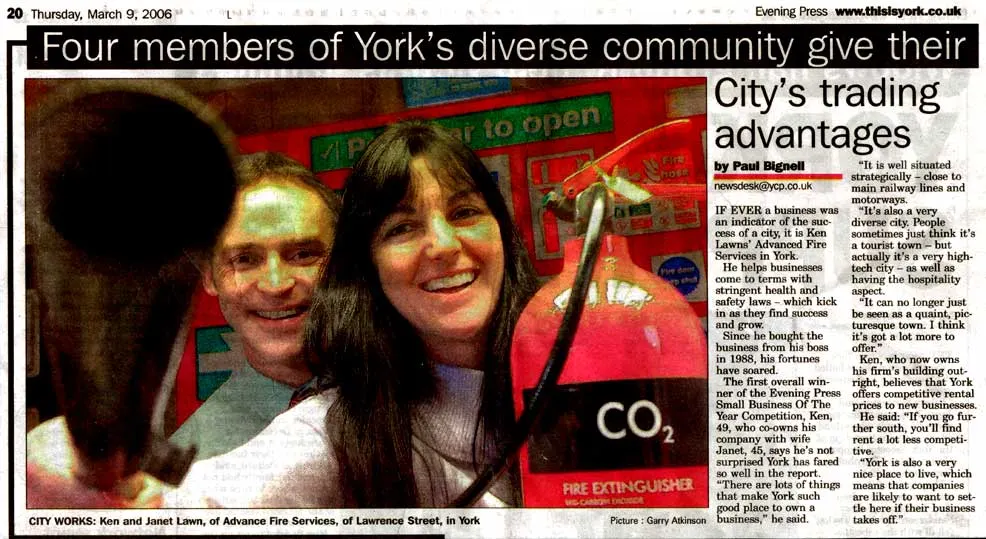 20 Thursday, March 9, 2006
Evening Press www.thisisyork.co.uk
Four members of York's diverse community give their
to open
Fire
hose
Fire door
shut
CO2
FIRE EXTINGUISHER
CITY WORKS: Ken and Janet Lawn, of Advance Fire Services, of Lawrence Street, in York
Picture : Garry Atkinson
City's trading
advantages
by Paul Bignell
newsdesk@ycp.co.uk
IF EVER a business was
an indicator of the suc-
cess of a city, it is Ken
Lawns' Advanced Fire
Services in York.
He helps businesses
come to terms with
stringent health and
safety laws – which kick
in as they find success
and grow.
Since he bought the
business from his boss
in 1988, his fortunes
have soared.
The first overall win-
ner of the Evening Press
Small Business Of The
Year Competition, Ken,
49, who co-owns his
company with wife
Janet, 45, says he's not
surprised York has fared
so well in the report.
"There are lots of things
that make York such
good place to own a
business," he said.
"It is well situated
strategically – close to
main railway lines and
motorways.
"It's also a very
diverse city. People
sometimes just think it's
a tourist town – but
actually it's a very high-
tech city – as well as
having the hospitality
aspect.
"It can no longer just
be seen as a quaint, pic-
turesque town. I think
it's got a lot more to
offer."
Ken, who now owns
his firm's building out-
right, believes that York
offers competitive rental
prices to new businesses.
He said: "If you go fur-
ther south, you'll find
rent a lot less competi-
tive.
"York is also a very
nice place to live, which
means that companies
are likely to want to set-
tle here if their business
takes off."